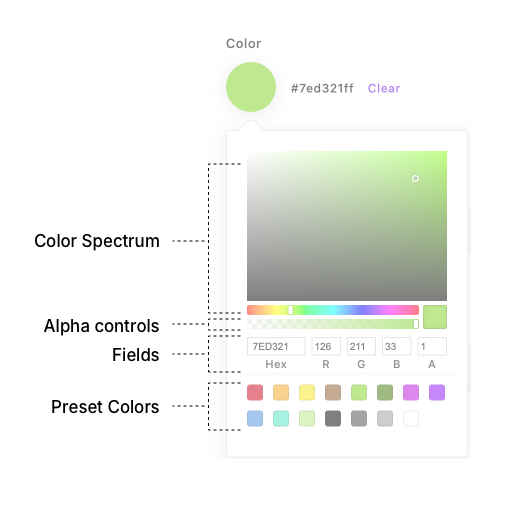 Color
#7ed321ff Clear
Color Spectrum
Alpha controls
Fields
7ED321 126 211 33 1
Hex R G B A
Preset Colors